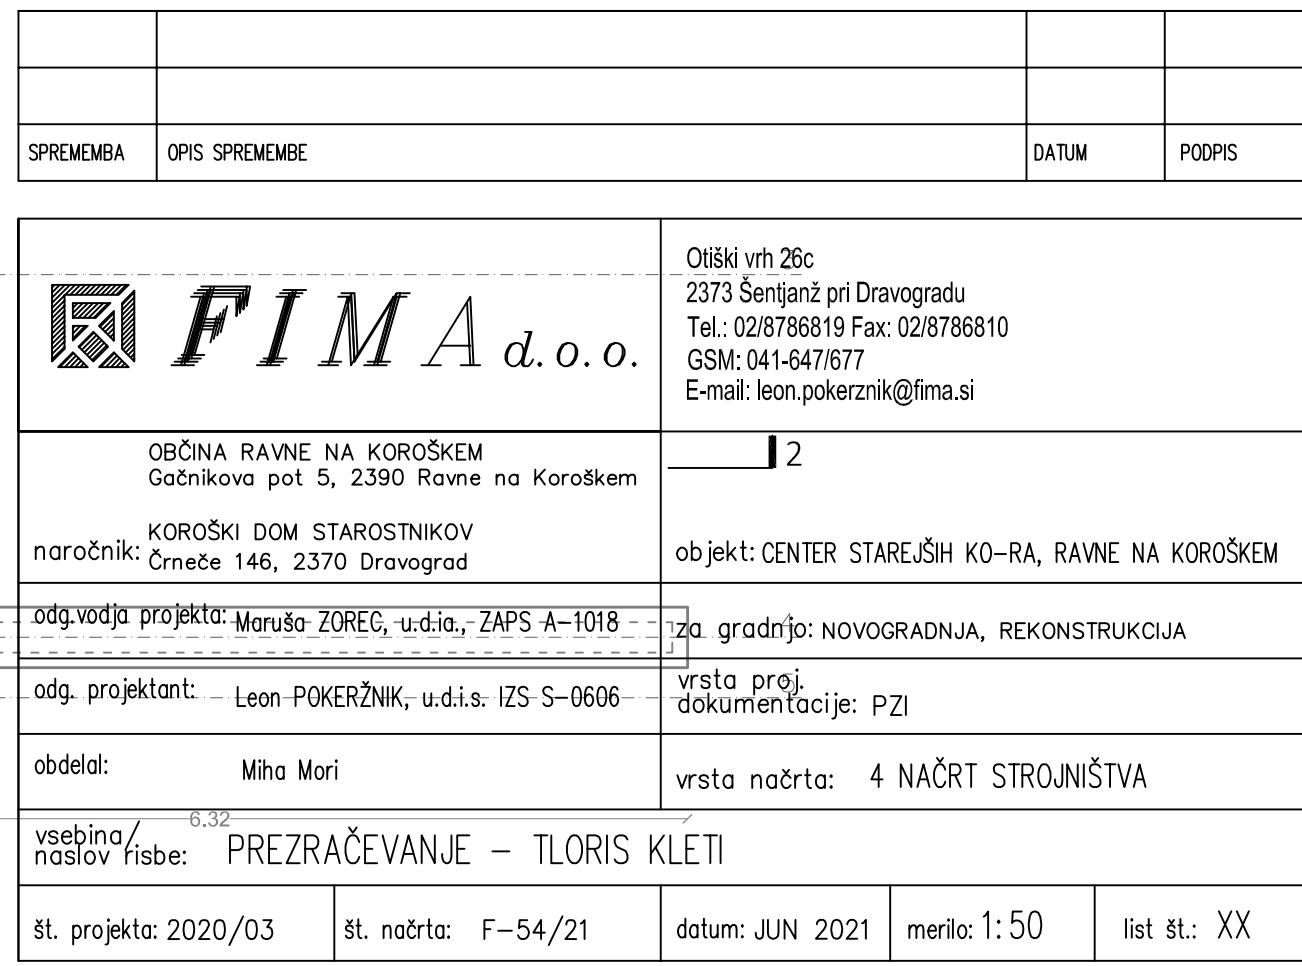 SPREMEMBA OPIS SPREMEMBE DATUM PODPIS
FIMA d.o.o.
Otiški vrh 26c
2373 Šentjanž pri Dravogradu
Tel.: 02/8786819 Fax: 02/8786810
GSM: 041-647/677
E-mail: leon.pokerznik@fima.si
OBČINA RAVNE NA KOROŠKEM
Gačnikova pot 5, 2390 Ravne na Koroškem
KOROŠKI DOM STAROSTNIKOV
naročnik: Črneče 146, 2370 Dravograd
2
objekt: CENTER STAREJŠIH KO-RA, RAVNE NA KOROŠKEM
odg.vodja projekta: Maruša ZOREC, u.d.ia., ZAPS A-1018
za gradnjo: NOVOGRADNJA, REKONSTRUKCIJA
4
odg. projektant: Leon POKERŽNIK, u.d.i.s. IZS S-0606
vrsta proj.
dokumentacije: PZI
5
obdelal: Miha Mori
vrsta načrta: 4 NAČRT STROJNIŠTVA
6.32
vsebina/
naslov risbe: PREZRAČEVANJE – TLORIS KLETI
št. projekta: 2020/03 št. načrta: F-54/21 datum: JUN 2021 merilo: 1:50 list št.: XX